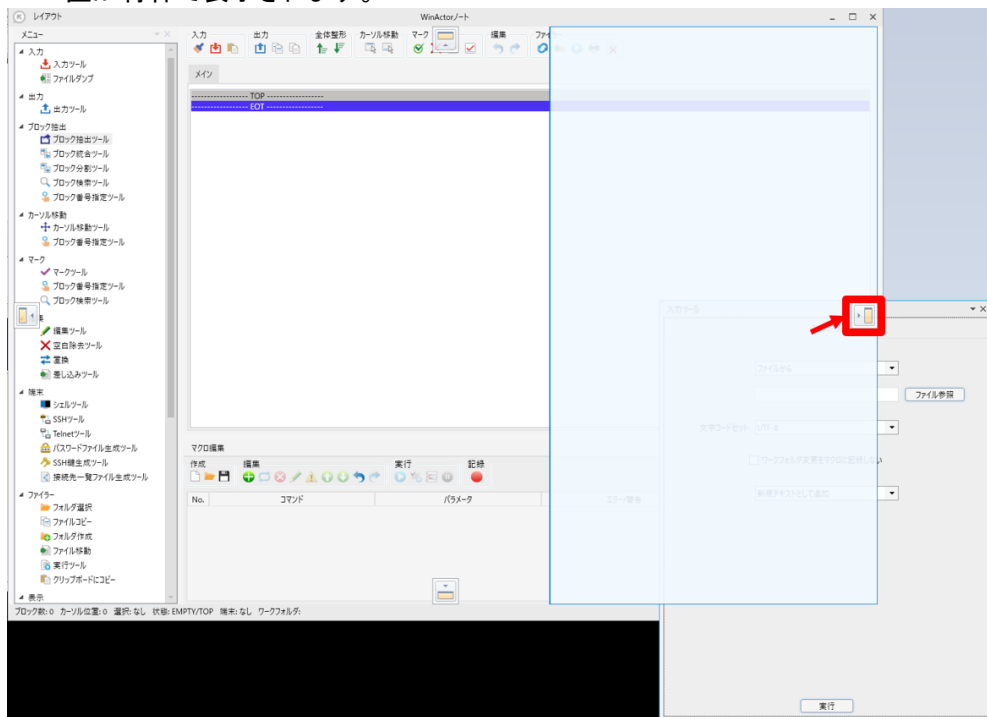 レイアウト
WinActorノート
メニュー
入力
入力ツール
ファイルダンプ
出力
出力ツール
ブロック抽出
ブロック抽出ツール
ブロック統合ツール
ブロック分割ツール
ブロック検索ツール
ブロック番号指定ツール
カーソル移動
カーソル移動ツール
ブロック番号指定ツール
マーク
マークツール
ブロック番号指定ツール
ブロック検索ツール
編集ツール
空白除去ツール
置換
差し込みツール
端末
シェルツール
SSHツール
Telnetツール
パスワードファイル生成ツール
SSH鍵生成ツール
接続先一覧ファイル生成ツール
ファイラー
フォルダ選択
ファイルコピー
フォルダ作成
ファイル移動
実行ツール
クリップボードにコピー
表示
入力 出力 全体整形 カーソル移動 マーク 編集
メイン
------------------ TOP ------------------
------------------ EOT ------------------
マクロ編集
作成 編集 実行 記録
No. コマンド パラメータ エラー/警告
ブロック数: 0 カーソル位置: 0 選択: なし 状態: EMPTY/TOP 端末: なし ワークフォルダ:
入力ツール
ファイルから
ファイル参照
文字コードセット UTF-8
ワークフォルダ変更をマクロに記録しない
新規テキストとして追加
実行